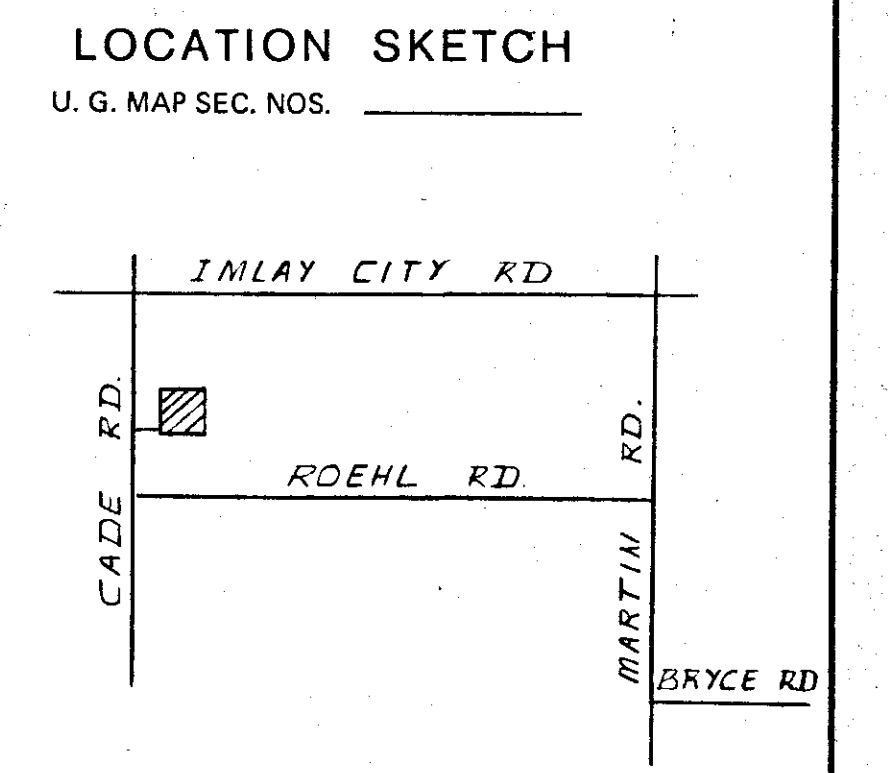 LOCATION SKETCH
U. G. MAP SEC. NOS.
IMLAY CITY RD
CADE RD.
ROEHL RD.
MARTIN RD.
BRYCE RD